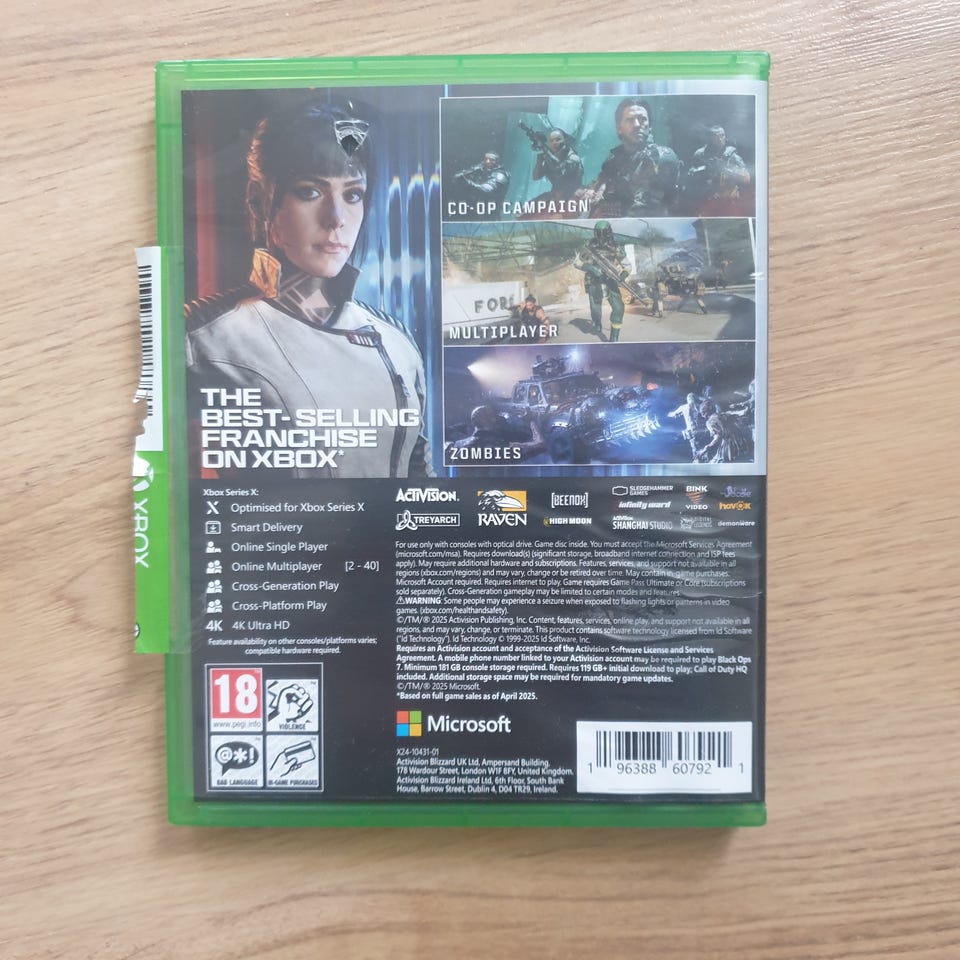 CO-OP CAMPAIGN
MULTIPLAYER
ZOMBIES
THE
BEST-SELLING
FRANCHISE
ON XBOX*
XBOX
Xbox Series X:
Optimised for Xbox Series X
Smart Delivery
Online Single Player
Online Multiplayer [2 - 40]
Cross-Generation Play
Cross-Platform Play
4K 4K Ultra HD
Feature availability on other consoles/platforms varies;
compatible hardware required.
18
www.pegi.info
VIOLENCE
@*!
BAD LANGUAGE
IN-GAME PURCHASES
ACTIVISION.
TREYARCH
RAVEN
[BEENOX]
HIGH MOON
SLEDGEHAMMER
GAMES
infinity ward
ACTIVISION
SHANGHAI STUDIO
BINK
VIDEO
havok
demonware
For use only with consoles with optical drive. Game disc inside. You must accept the Microsoft Services Agreement
(microsoft.com/msa). Requires download(s) (significant storage, broadband internet connection and ISP fees
apply). May require additional hardware and subscriptions. Features, services, and support not available in all
regions (xbox.com/regions) and may vary, change or be retired over time. May contain in-game purchases.
Microsoft Account required. Requires internet to play. Game requires Game Pass Ultimate or Core (subscriptions
sold separately). Cross-Generation gameplay may be limited to certain modes and features.
⚠WARNING: Some people may experience a seizure when exposed to flashing lights or patterns in video
games. (xbox.com/healthandsafety).
©/TM/® 2025 Activision Publishing, Inc. Content, features, services, online play, and support not available in all
regions, and may vary, change, or terminate. This product contains software technology licensed from Id Software
("Id Technology"). Id Technology © 1999-2025 Id Software, Inc.
Requires an Activision account and acceptance of the Activision Software License and Services
Agreement. A mobile phone number linked to your Activision account may be required to play Black Ops
7. Minimum 181 GB console storage required. Requires 119 GB+ initial download to play; Call of Duty HQ
included. Additional storage space may be required for mandatory game updates.
©/TM/® 2025 Microsoft.
*Based on full game sales as of April 2025.
Microsoft
X24-10431-01
Activision Blizzard UK Ltd, Ampersand Building,
178 Wardour Street, London W1F 8FY, United Kingdom.
Activision Blizzard Ireland Ltd, 6th Floor, South Bank
House, Barrow Street, Dublin 4, D04 TR29, Ireland.
1 96388 60792 1